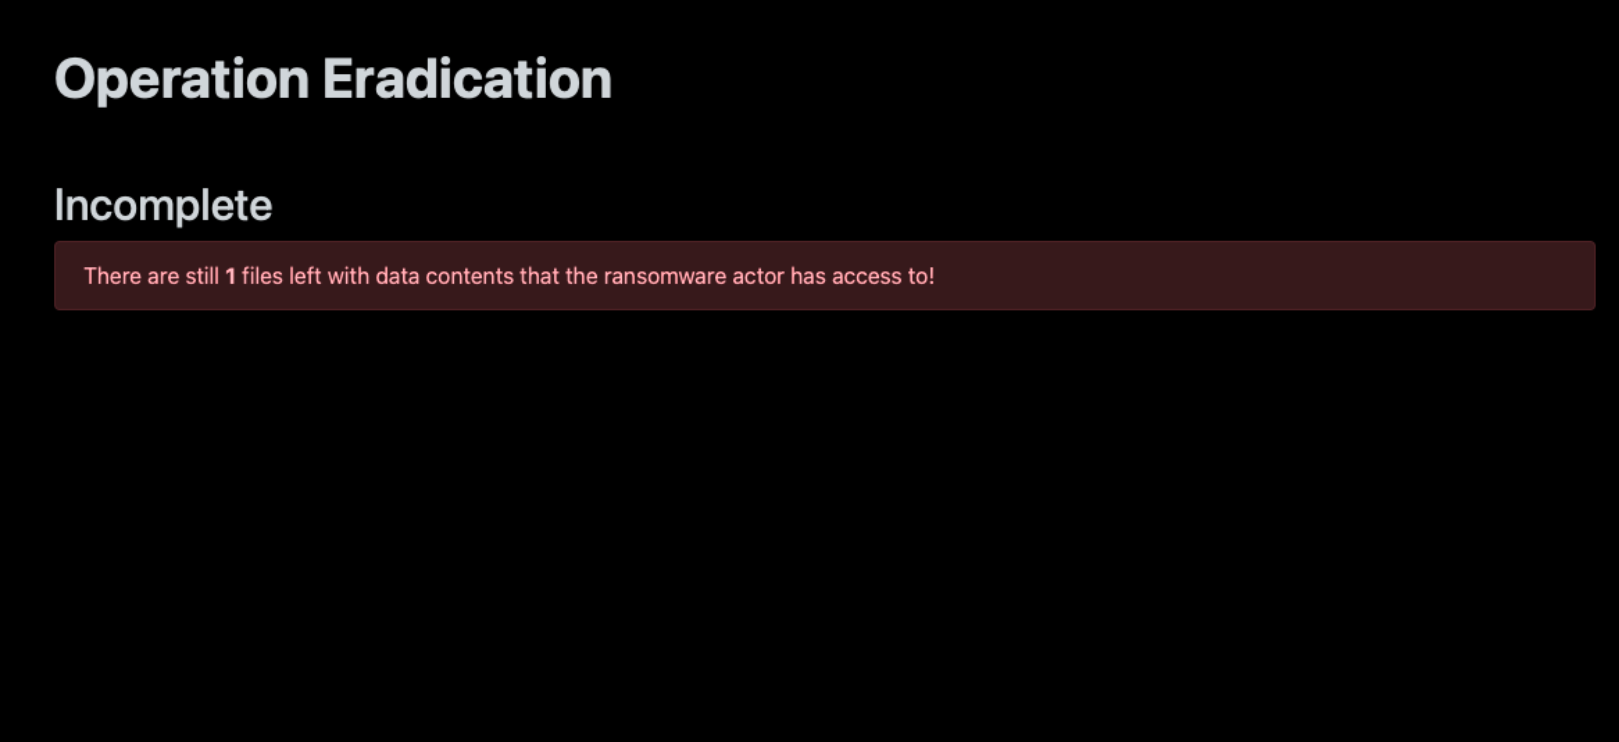 Operation Eradication
Incomplete
There are still 1 files left with data contents that the ransomware actor has access to!